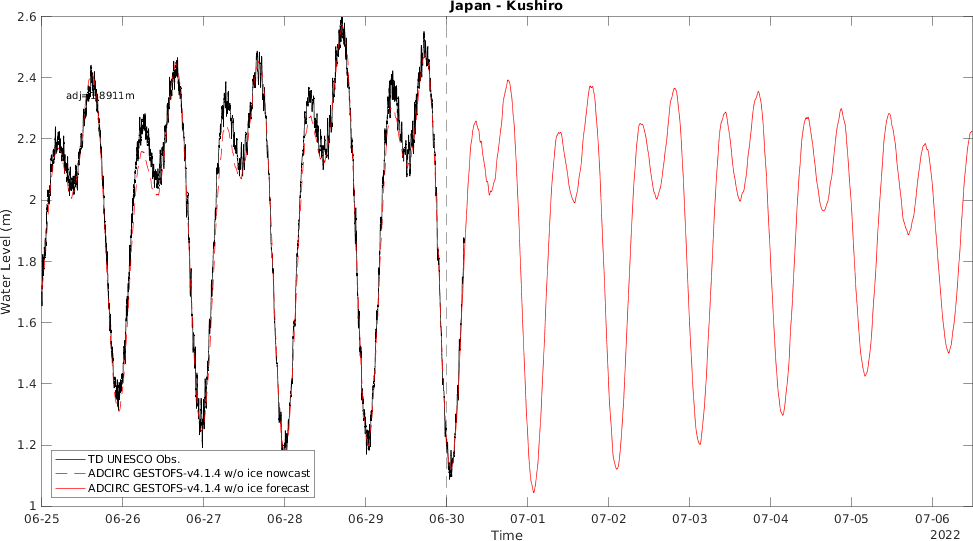 Japan - Kushiro
2.6
2.4
2.2
2
1.8
1.6
1.4
1.2
1
Water Level (m)
adj=1.8911m
TD UNESCO Obs.
ADCIRC GESTOFS-v4.1.4 w/o ice nowcast
ADCIRC GESTOFS-v4.1.4 w/o ice forecast
06-25 06-26 06-27 06-28 06-29 06-30 07-01 07-02 07-03 07-04 07-05 07-06
Time
2022